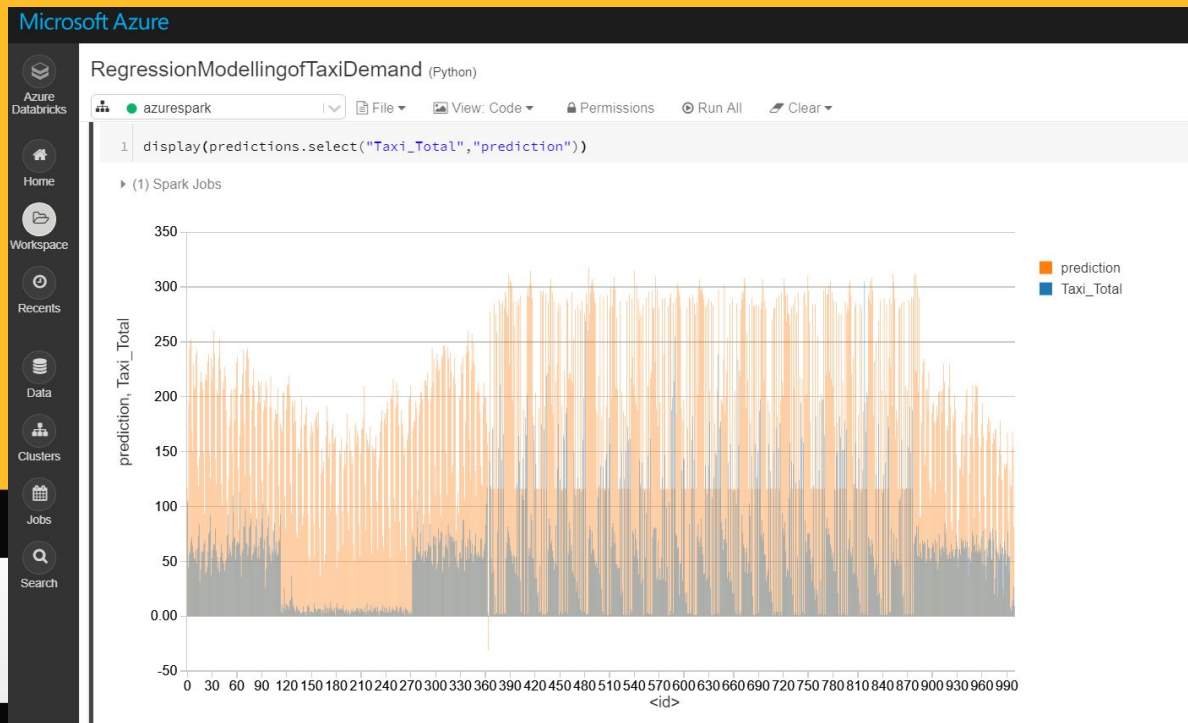 Microsoft Azure
Azure
Databricks
Home
Workspace
Recents
Data
Clusters
Jobs
Search
RegressionModellingofTaxiDemand (Python)
azurespark File View: Code Permissions Run All Clear
1 display(predictions.select("Taxi_Total","prediction"))
(1) Spark Jobs
prediction
Taxi_Total
prediction, Taxi_Total
350
300
250
200
150
100
50
0.00
-50
0 30 60 90 120 150 180 210 240 270 300 330 360 390 420 450 480 510 540 570 600 630 660 690 720 750 780 810 840 870 900 930 960 990
<id>